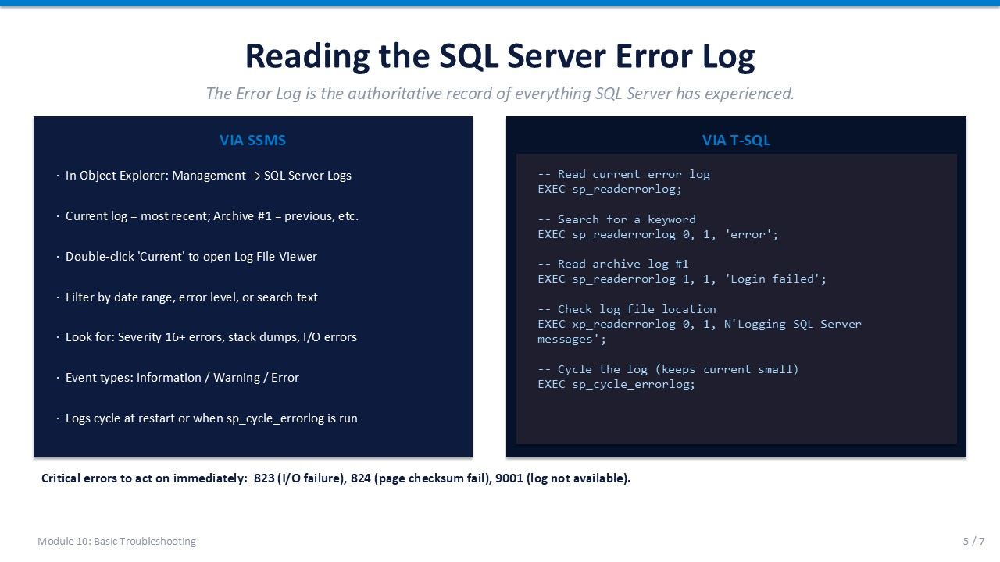 Reading the SQL Server Error Log
The Error Log is the authoritative record of everything SQL Server has experienced.
VIA SSMS
· In Object Explorer: Management → SQL Server Logs
· Current log = most recent; Archive #1 = previous, etc.
· Double-click 'Current' to open Log File Viewer
· Filter by date range, error level, or search text
· Look for: Severity 16+ errors, stack dumps, I/O errors
· Event types: Information / Warning / Error
· Logs cycle at restart or when sp_cycle_errorlog is run
VIA T-SQL
-- Read current error log
EXEC sp_readerrorlog;
-- Search for a keyword
EXEC sp_readerrorlog 0, 1, 'error';
-- Read archive log #1
EXEC sp_readerrorlog 1, 1, 'Login failed';
-- Check log file location
EXEC xp_readerrorlog 0, 1, N'Logging SQL Server
messages';
-- Cycle the log (keeps current small)
EXEC sp_cycle_errorlog;
Critical errors to act on immediately:  823 (I/O failure), 824 (page checksum fail), 9001 (log not available).
Module 10: Basic Troubleshooting
5 / 7